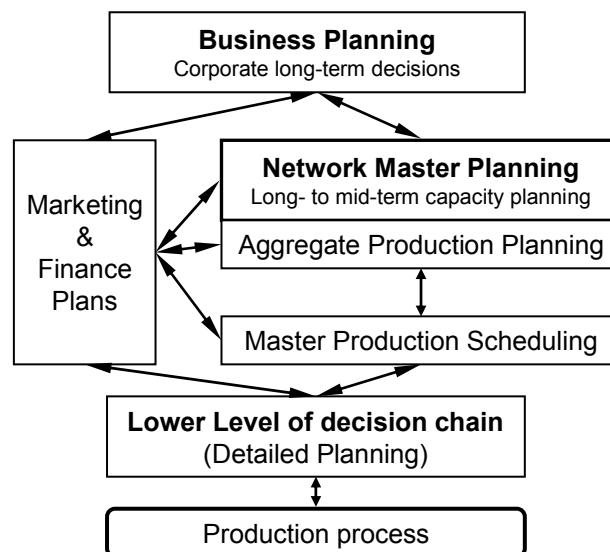 Business Planning
Corporate long-term decisions
Marketing
&
Finance
Plans
Network Master Planning
Long- to mid-term capacity planning
Aggregate Production Planning
Master Production Scheduling
Lower Level of decision chain
(Detailed Planning)
Production process